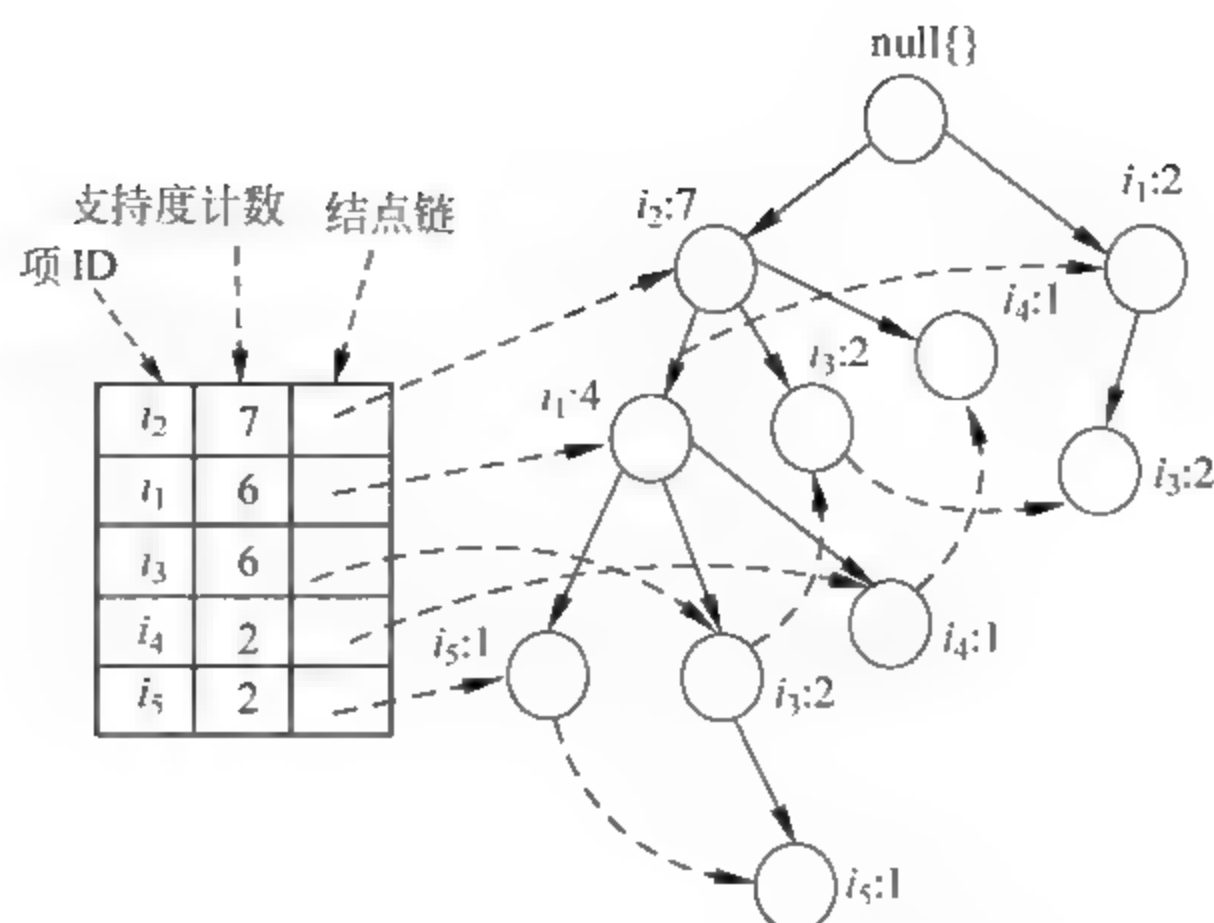 null{}
i₁:2
支持度计数 结点链
i₂:7
项 ID
i₄:1
i₃:2
i₁:4
i₂ 7
i₁ 6
i₃ 6
i₄ 2
i₅ 2
i₃:2
i₅:1
i₃:2
i₄:1
i₅:1